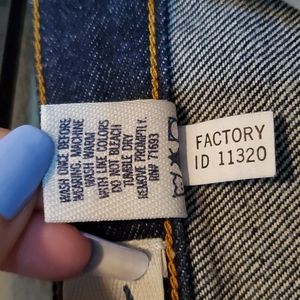 WASH ONCE BEFORE
WEARING. MACHINE
WASH WARM
WITH LIKE COLORS
DO NOT BLEACH
TUMBLE DRY
REMOVE PROMPTLY.
RN# 71693
FACTORY
ID 11320